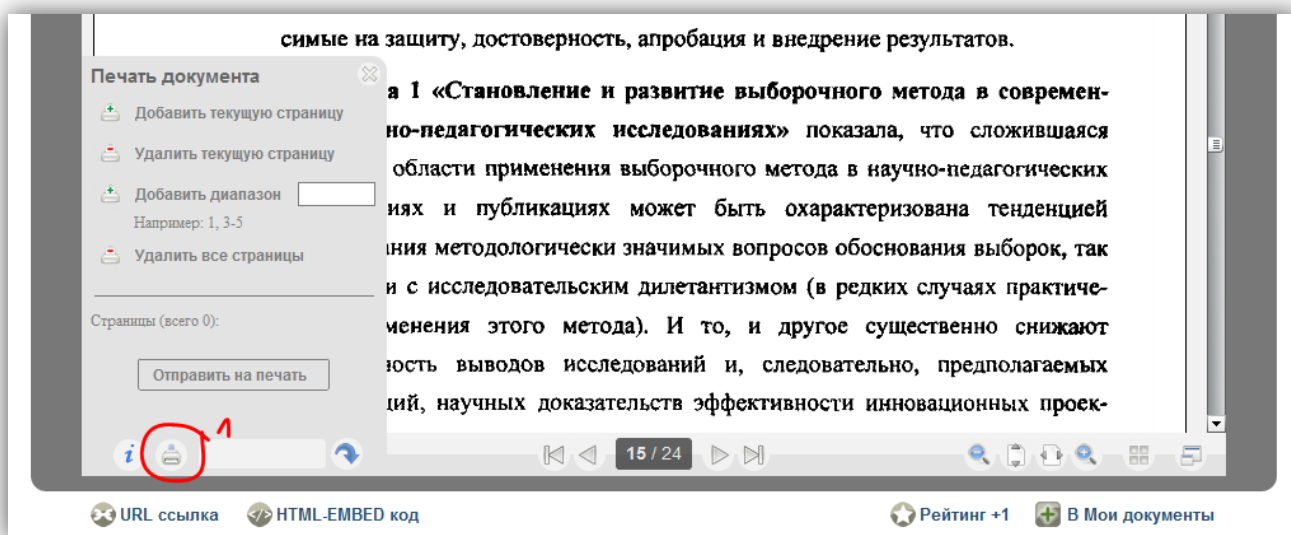 симые на защиту, достоверность, апробация и внедрение результатов.
Печать документа
Добавить текущую страницу
Удалить текущую страницу
Добавить диапазон
Например: 1, 3-5
Удалить все страницы
Страницы (всего 0):
Отправить на печать
а 1 «Становление и развитие выборочного метода в современ-
но-педагогических исследованиях» показала, что сложившаяся
области применения выборочного метода в научно-педагогических
иях и публикациях может быть охарактеризована тенденцией
ания методологически значимых вопросов обоснования выборок, так
и с исследовательским дилетантизмом (в редких случаях практиче-
менения этого метода). И то, и другое существенно снижают
ность выводов исследований и, следовательно, предполагаемых
ций, научных доказательств эффективности инновационных проек-
i
1
15 / 24
URL ссылка
HTML-EMBED код
Рейтинг +1
В Мои документы